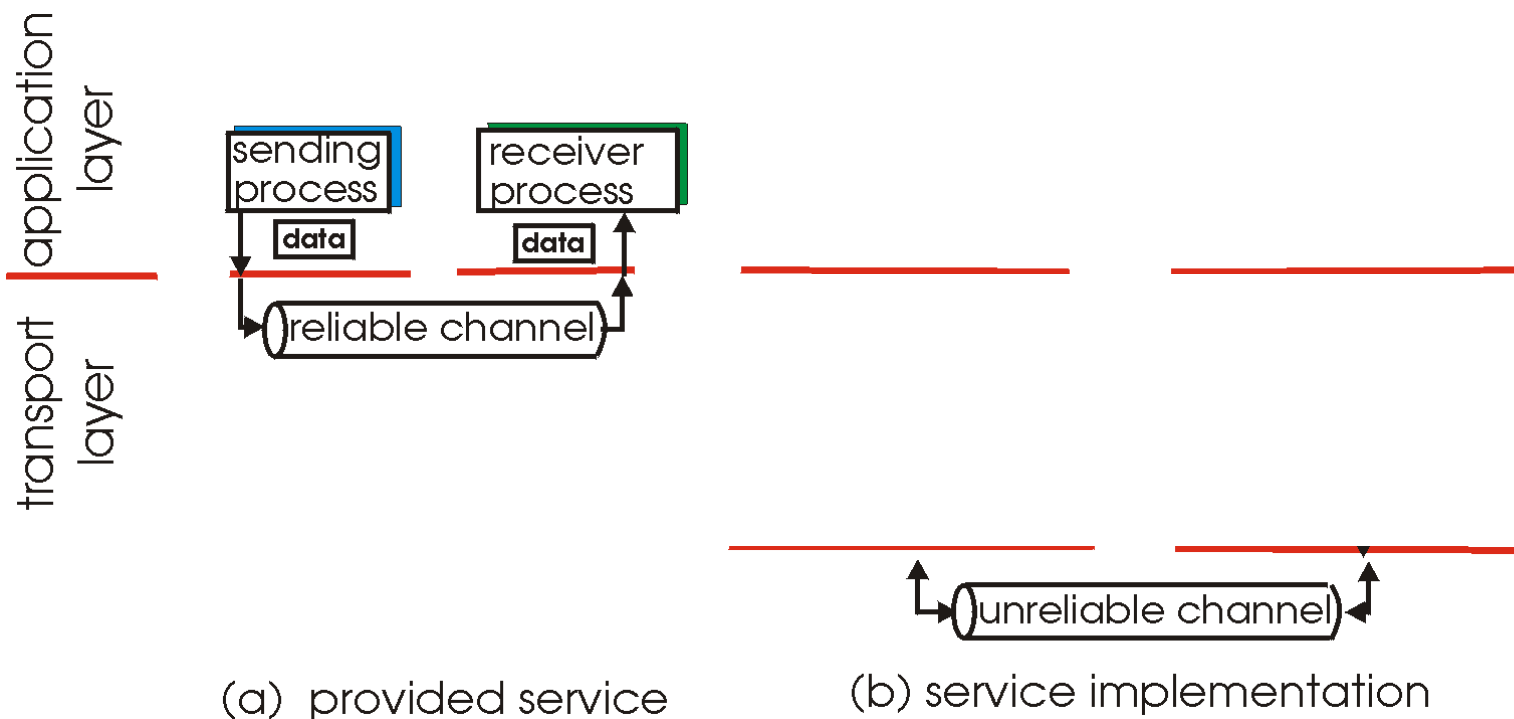 application
layer
transport
layer
sending
process
receiver
process
data
data
reliable channel
unreliable channel
(a) provided service
(b) service implementation